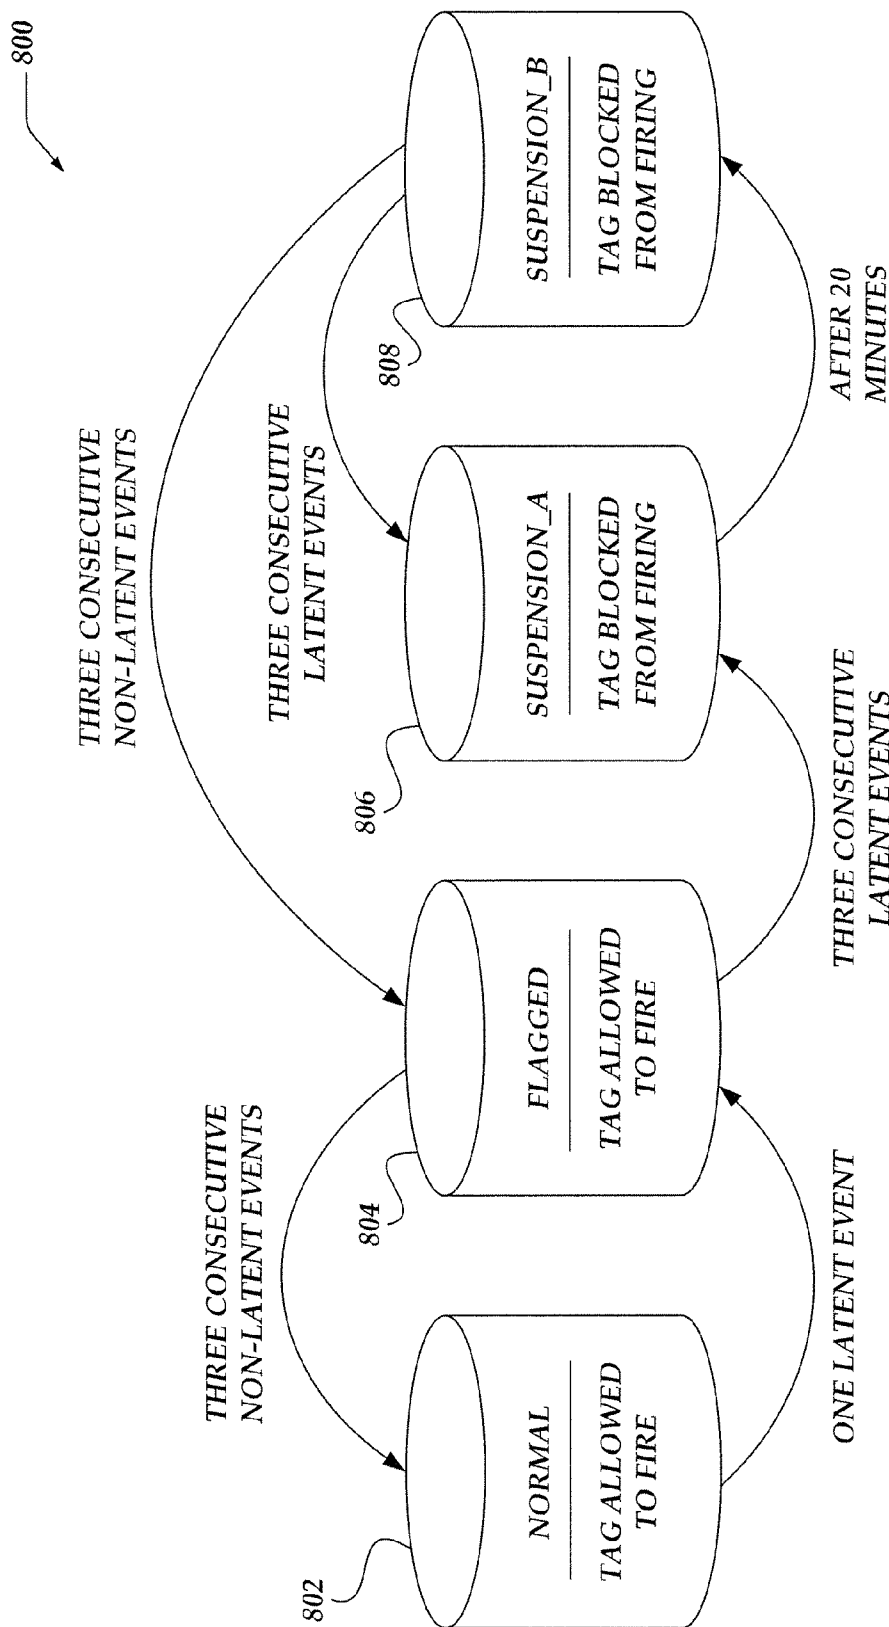 800
THREE CONSECUTIVE
NON-LATENT EVENTS
THREE CONSECUTIVE
NON-LATENT EVENTS
THREE CONSECUTIVE
LATENT EVENTS
802
804
806
808
NORMAL
TAG ALLOWED
TO FIRE
FLAGGED
TAG ALLOWED
TO FIRE
SUSPENSION_A
TAG BLOCKED
FROM FIRING
SUSPENSION_B
TAG BLOCKED
FROM FIRING
ONE LATENT EVENT
THREE CONSECUTIVE
LATENT EVENTS
AFTER 20
MINUTES